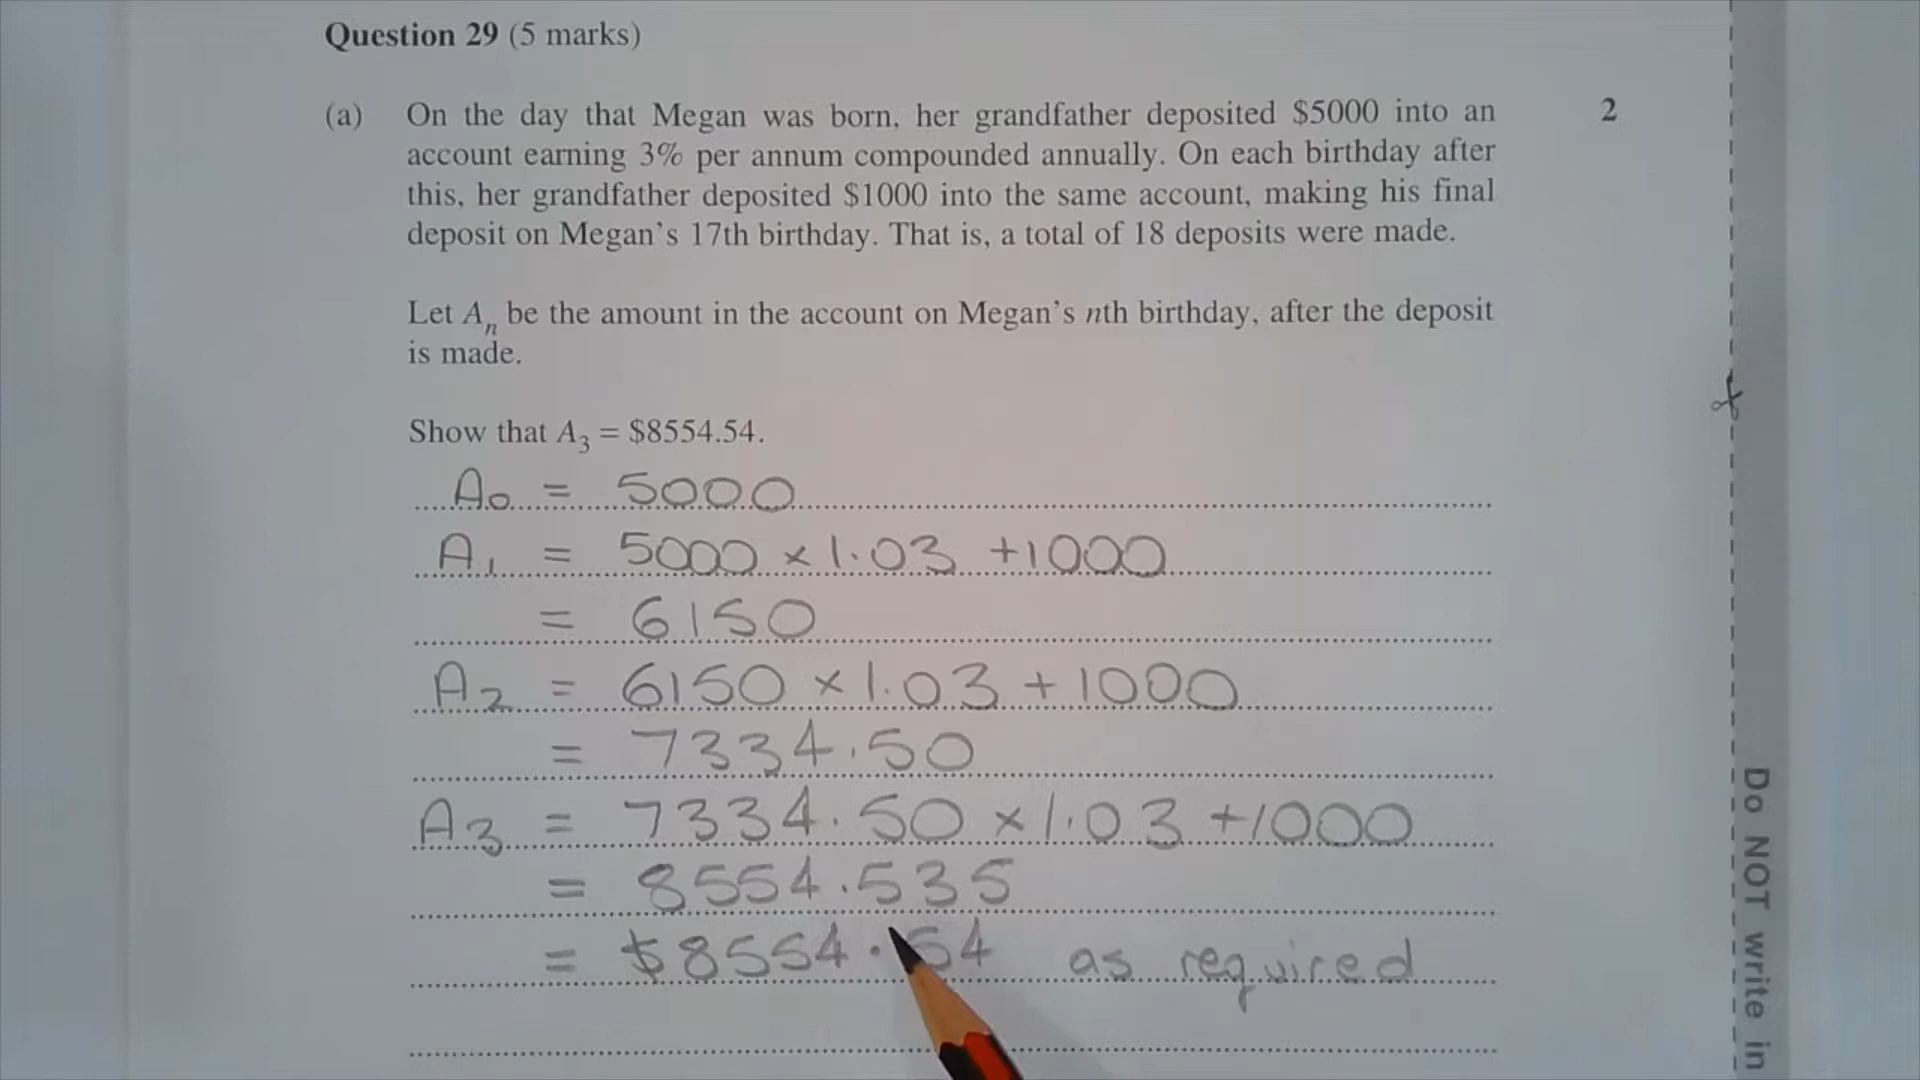 Question 29 (5 marks)
(a) On the day that Megan was born, her grandfather deposited $5000 into an 2
account earning 3% per annum compounded annually. On each birthday after
this, her grandfather deposited $1000 into the same account, making his final
deposit on Megan's 17th birthday. That is, a total of 18 deposits were made.
Let Aₙ be the amount in the account on Megan's nth birthday, after the deposit
is made.
Show that A₃ = $8554.54.
A₀ = 5000
A₁ = 5000 × 1.03 +1000
= 6150
A₂ = 6150 × 1.03 + 1000
= 7334.50
A₃ = 7334.50 × 1.03 +1000
= 8554.535
= $8554.54 as required
Do NOT write in